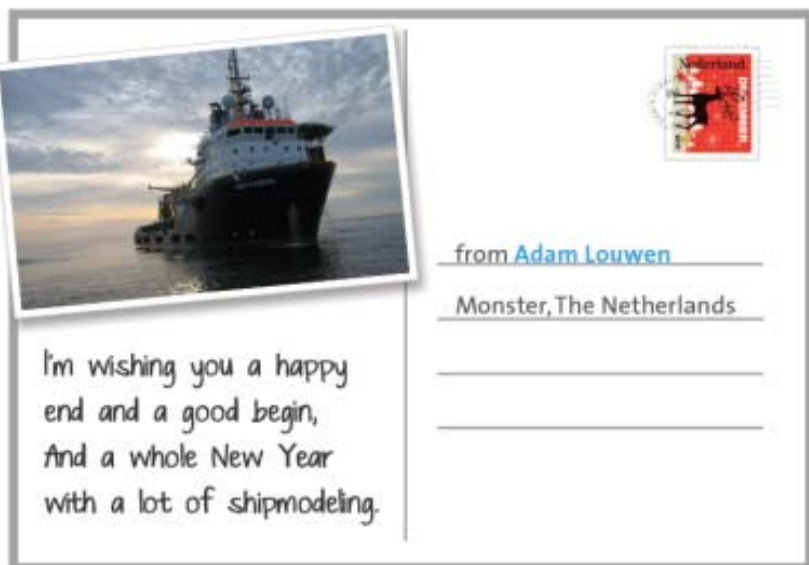 I'm wishing you a happy
end and a good begin,
And a whole New Year
with a lot of shipmodeling.
Nederland
DECEMBER
from Adam Louwen
Monster, The Netherlands